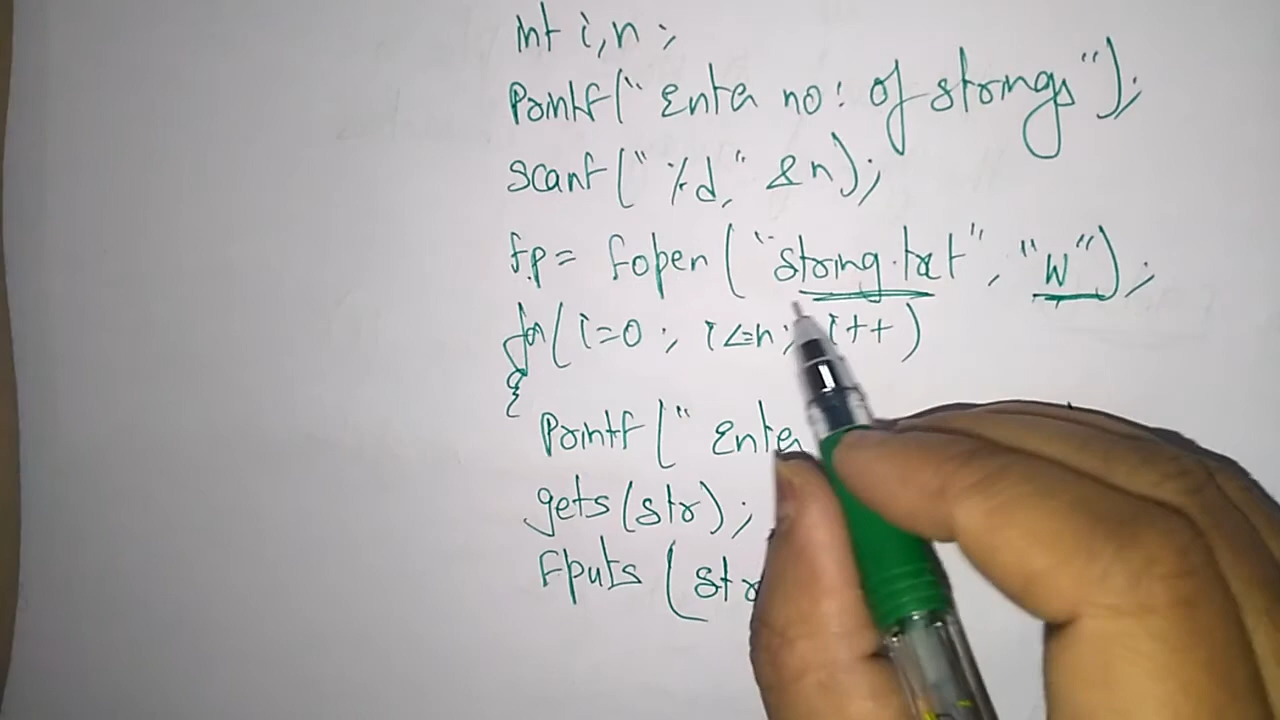 int i,n;
Printf("Enter no: of strings");
scanf("%d," &n);
fp= fopen("string.txt", "w");
for(i=0; i<=n; i++)
{
Printf("Enter
gets(str);
Fputs(str